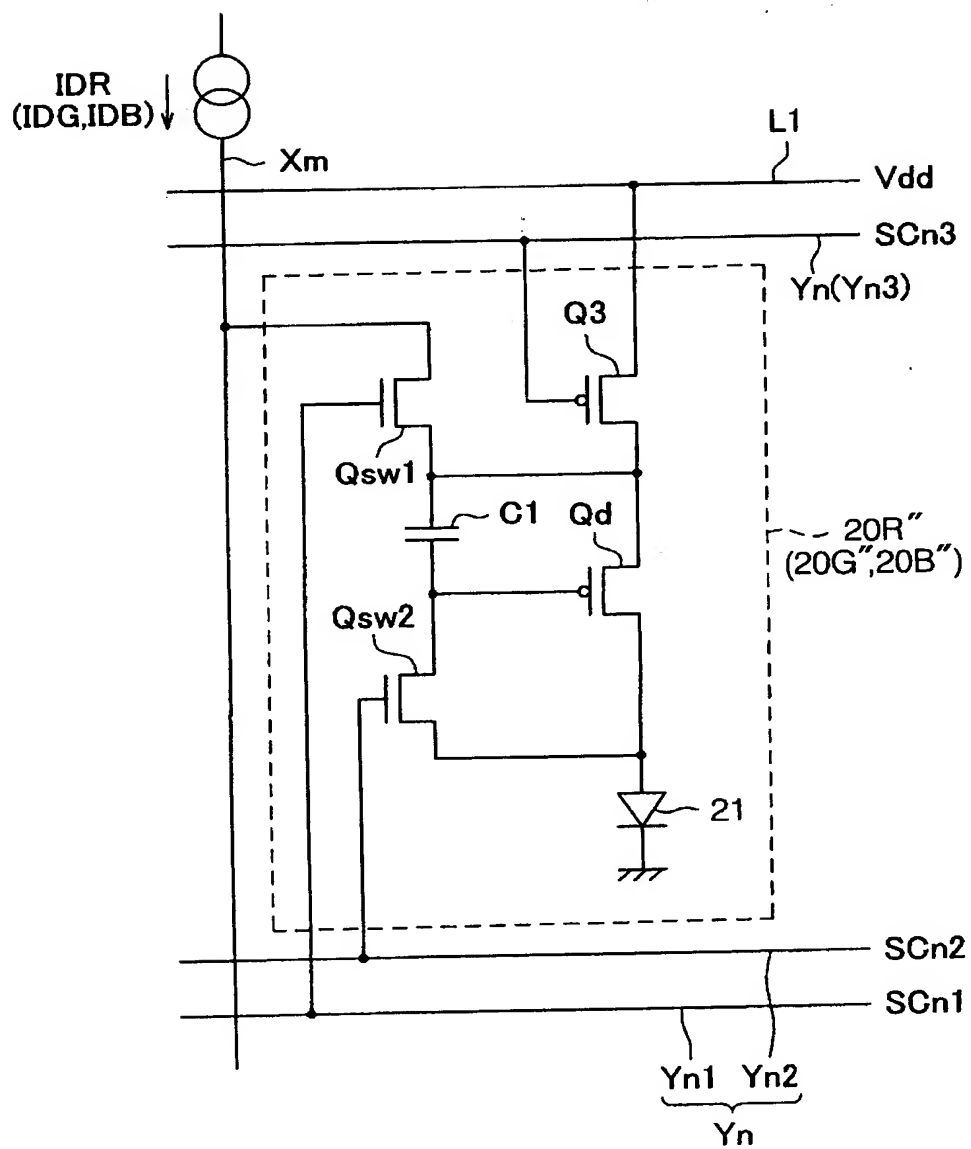 IDR
(IDG,IDB)
Xm
L1
Vdd
SCn3
Yn(Yn3)
Q3
Qsw1
C1
Qd
20R″
(20G″,20B″)
Qsw2
21
SCn2
SCn1
Yn1 Yn2
Yn